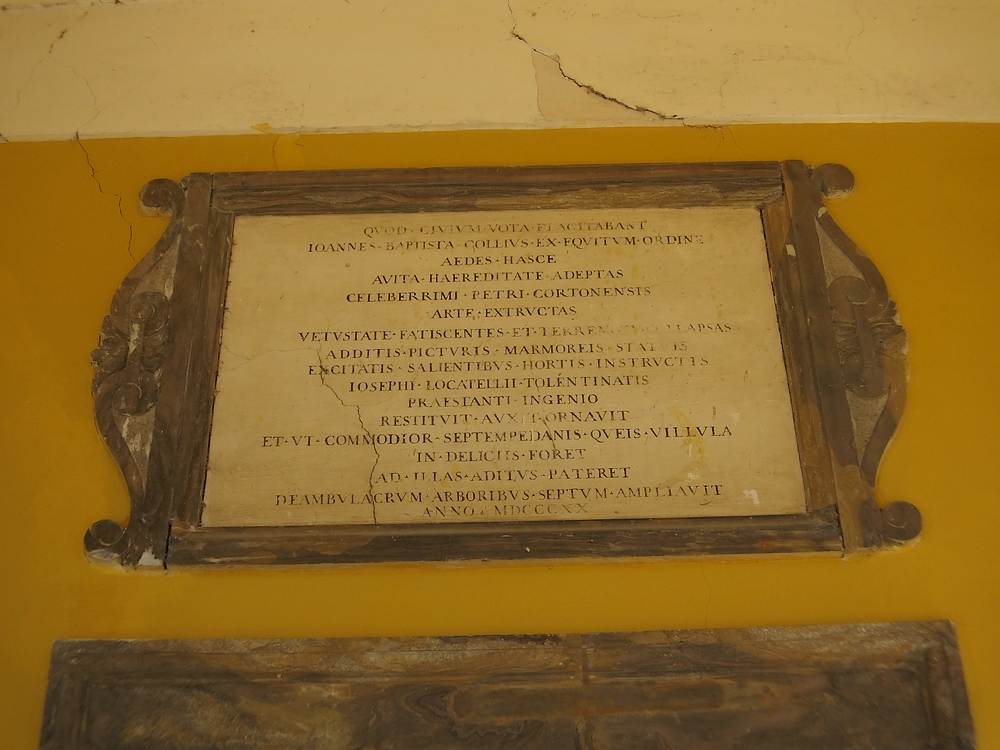 QVOD · CIVIVM · VOTA · FLAGITABANT
IOANNES · BAPTISTA · COLLIVS · EX · EQVITVM · ORDINE
AEDES · HASCE
AVITA · HAEREDITATE · ADEPTAS
CELEBERRIMI · PETRI · CORTONENSIS
ARTE · EXTRVCTAS
VETVSTATE · FATISCENTES · ET
ADDITIS · PICTVRIS · MARMOREIS
EXCITATIS · SALIENTIBVS · HORTIS · INSTRVCTIS
IOSEPHI · LOCATELLII · TOLENTINATIS
PRAESTANTI · INGENIO
RESTITVIT · AVXIT · ORNAVIT
ET · VT · COMMODIOR · SEPTEMPEDANIS · QVEIS · VILLVLA
IN · DELICIIS · FORET
AD · ILLAS · ADITVS · PATERET
DEAMBVLACRVM · ARBORIBVS · SEPTVM · AMPLIAVIT
ANNO · MDCCCXX